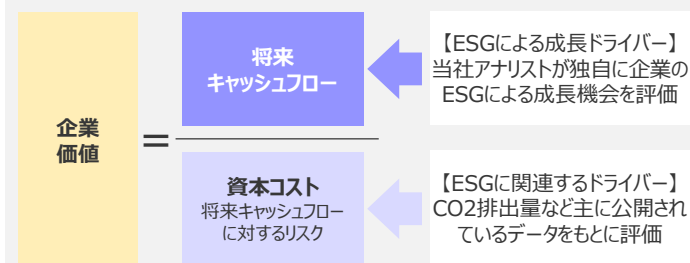 企業
価値
＝
将来
キャッシュフロー
【ESGによる成長ドライバー】
当社アナリストが独自に企業の
ESGによる成長機会を評価
資本コスト
将来キャッシュフロー
に対するリスク
【ESGに関連するドライバー】
CO2排出量など主に公開され
ているデータをもとに評価